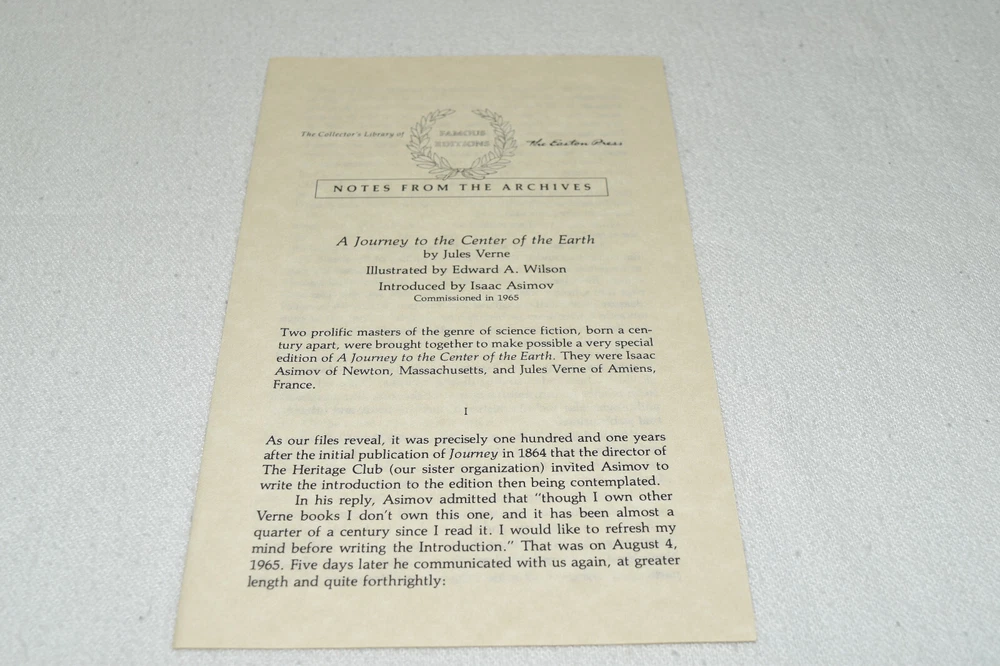 The Collector's Library of
FAMOUS
EDITIONS
The Easton Press
NOTES FROM THE ARCHIVES
A Journey to the Center of the Earth
by Jules Verne
Illustrated by Edward A. Wilson
Introduced by Isaac Asimov
Commissioned in 1965
Two prolific masters of the genre of science fiction, born a cen-
tury apart, were brought together to make possible a very special
edition of A Journey to the Center of the Earth. They were Isaac
Asimov of Newton, Massachusetts, and Jules Verne of Amiens,
France.
I
As our files reveal, it was precisely one hundred and one years
after the initial publication of Journey in 1864 that the director of
The Heritage Club (our sister organization) invited Asimov to
write the introduction to the edition then being contemplated.
In his reply, Asimov admitted that "though I own other
Verne books I don't own this one, and it has been almost a
quarter of a century since I read it. I would like to refresh my
mind before writing the Introduction." That was on August 4,
1965. Five days later he communicated with us again, at greater
length and quite forthrightly: